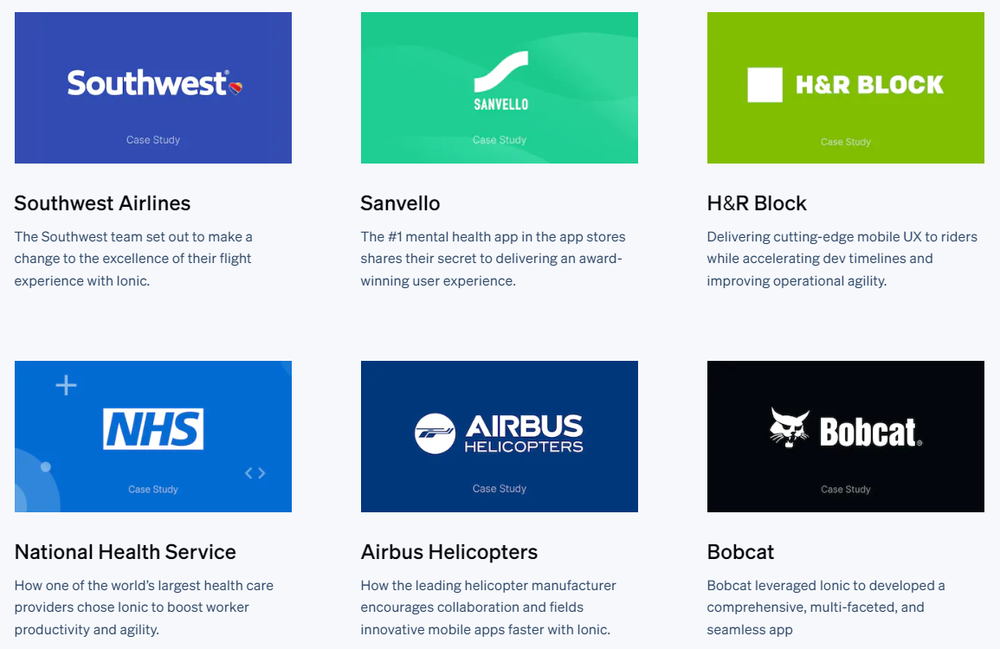 Southwest®
Case Study
Southwest Airlines
The Southwest team set out to make a
change to the excellence of their flight
experience with Ionic.
SANVELLO
Case Study
Sanvello
The #1 mental health app in the app stores
shares their secret to delivering an award-
winning user experience.
H&R BLOCK
Case Study
H&R Block
Delivering cutting-edge mobile UX to riders
while accelerating dev timelines and
improving operational agility.
NHS
Case Study
National Health Service
How one of the world’s largest health care
providers chose Ionic to boost worker
productivity and agility.
AIRBUS
HELICOPTERS
Case Study
Airbus Helicopters
How the leading helicopter manufacturer
encourages collaboration and fields
innovative mobile apps faster with Ionic.
Bobcat®
Case Study
Bobcat
Bobcat leveraged Ionic to developed a
comprehensive, multi-faceted, and
seamless app